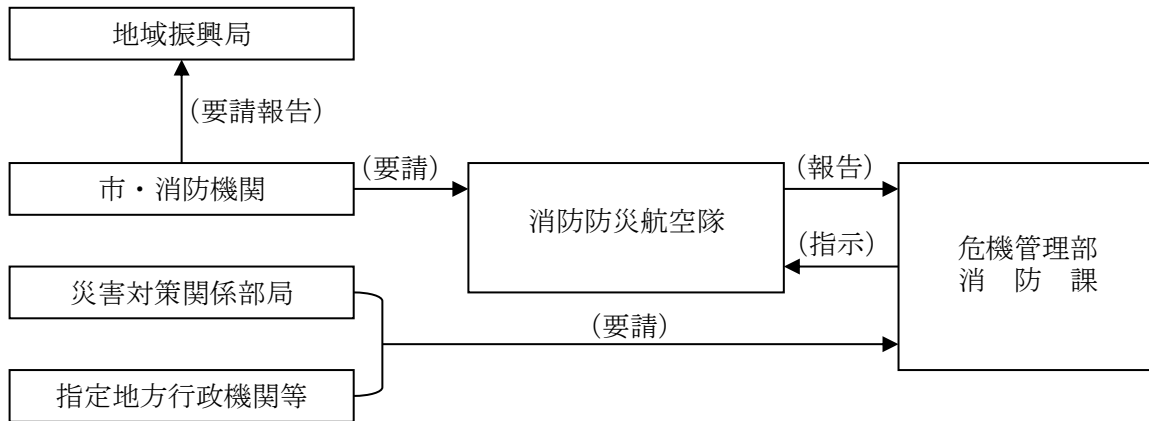 地域振興局
（要請報告）
市・消防機関
（要請）
消防防災航空隊
（報告）
（指示）
危機管理部
消　防　課
災害対策関係部局
（要請）
指定地方行政機関等